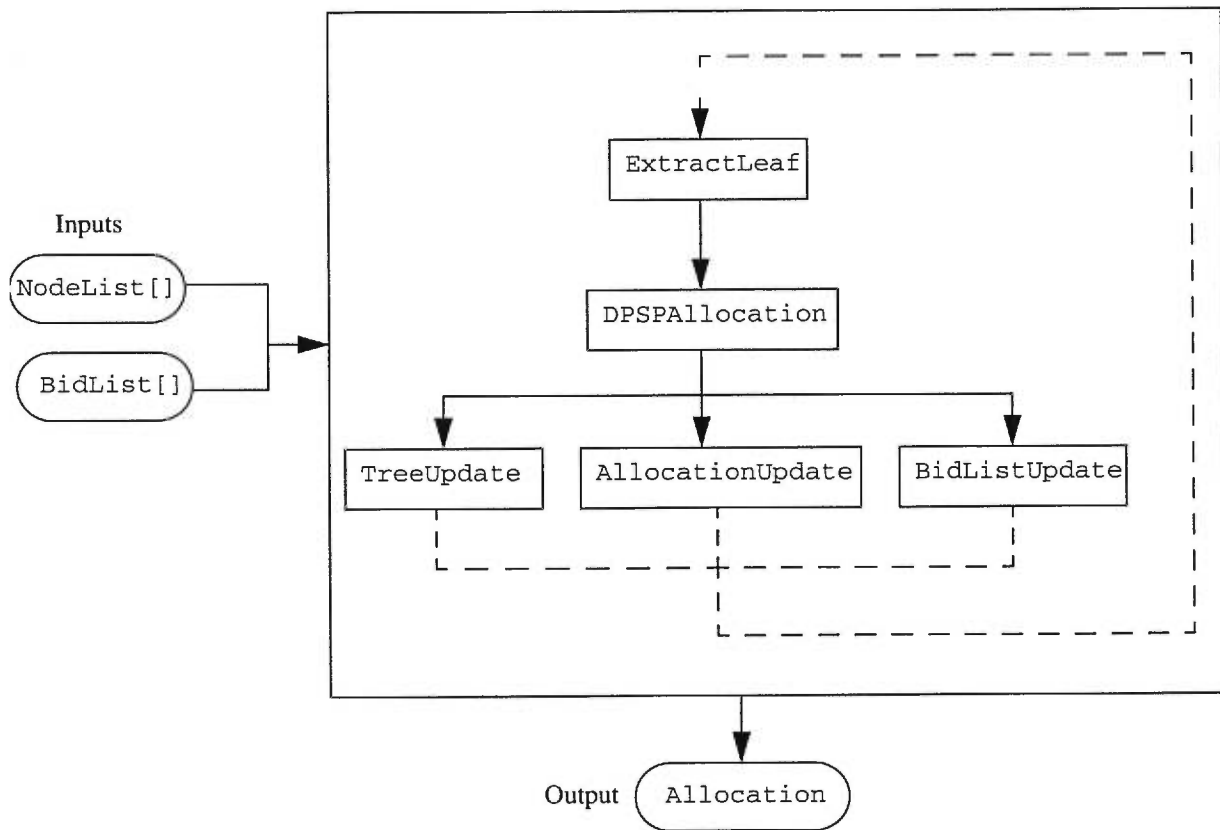 ExtractLeaf
Inputs
NodeList[]
DPSPAllocation
BidList[]
TreeUpdate
AllocationUpdate
BidListUpdate
Output
Allocation